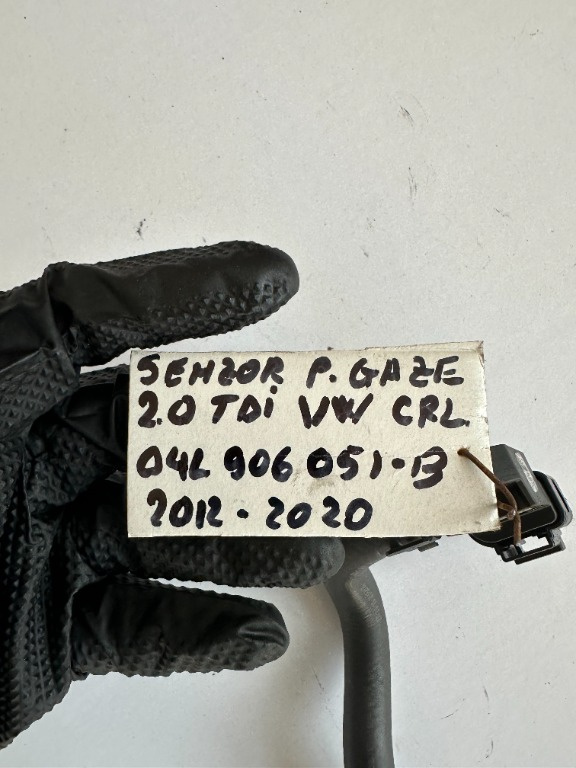 SENZOR P. GAZE
2.0 TDi VW CRL.
04L 906 051-B
2012-2020